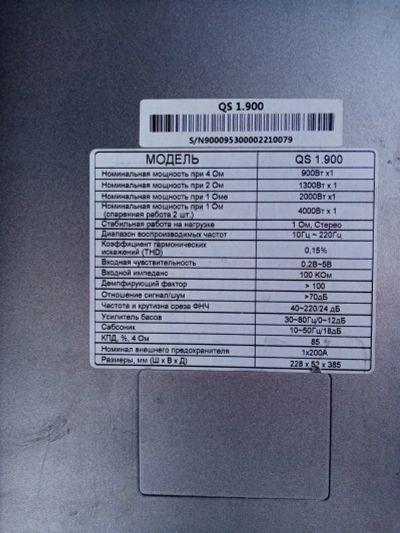 QS 1.900
S/N900095300002210079
МОДЕЛЬ QS 1.900
Номинальная мощность при 4 Ом 900Вт x1
Номинальная мощность при 2 Ом 1300Вт x 1
Номинальная мощность при 1 Оме 2000Вт x1
Номинальная мощность при 1 Ом
(спаренная работа 2 шт.) 4000Вт x 1
Стабильная работа на нагрузке 1 Ом, Стерео
Диапазон воспроизводимых частот 10Гц ~ 220Гц
Коэффициент гармонических
искажений (THD) 0,15%
Входная чувствительность 0,2В~5В
Входной импеданс 100 КОм
Демпфирующий фактор > 100
Отношение сигнал/шум >70дБ
Частота и крутизна среза ФНЧ 40~220/24 дБ
Усилитель басов 30~80Гц/0~12дБ
Сабсоник 10~50Гц/18дБ
КПД, %, 4 Ом 85
Номинал внешнего предохранителя 1x200А
Размеры, мм (Ш x В x Д) 228 x 52 x 385